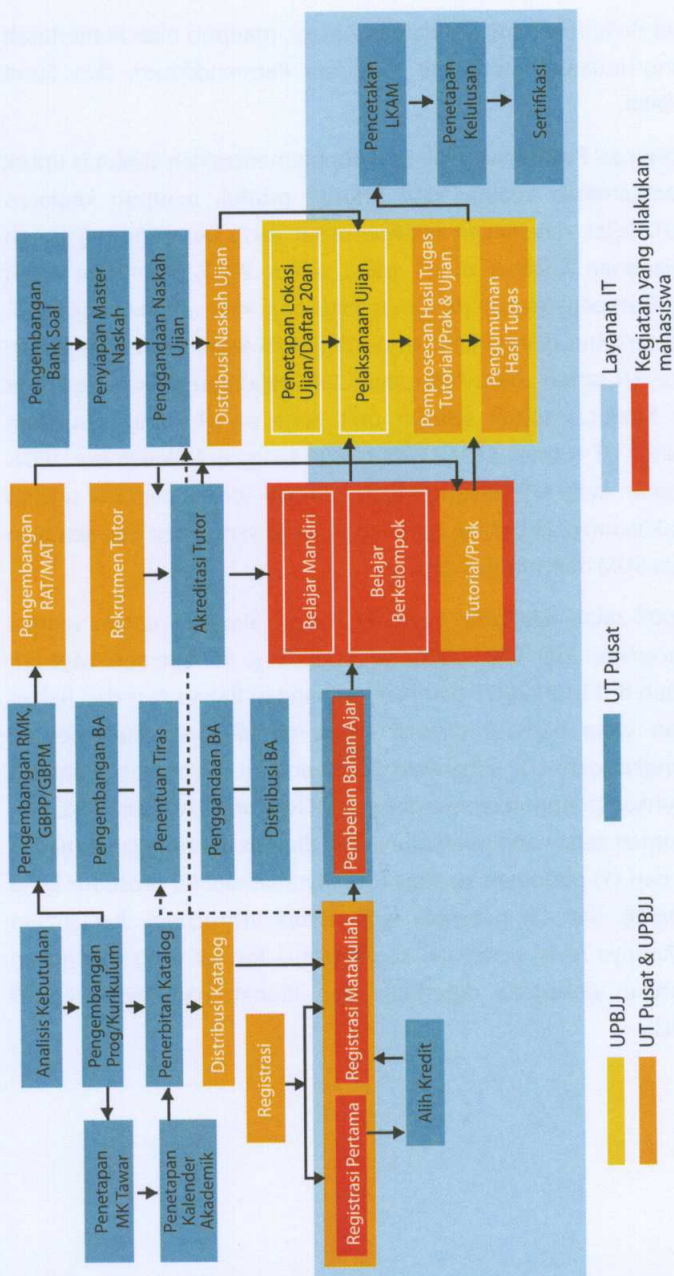 Analisis Kebutuhan
Pengembangan
Prog/Kurikulum
Penetapan
MK Tawar
Penetapan
Kalender
Akademik
Penerbitan Katalog
Distribusi Katalog
Registrasi
Registrasi Pertama
Registrasi Matakuliah
Alih Kredit
Pengembangan RMK,
GBPP/GBPM
Pengembangan BA
Penentuan Tiras
Penggandaan BA
Distribusi BA
Pembelian Bahan Ajar
Pengembangan
RAT/MAT
Rekrutmen Tutor
Akreditasi Tutor
Belajar Mandiri
Belajar
Berkelompok
Tutorial/Prak
Pengembangan
Bank Soal
Penyiapan Master
Naskah
Penggandaan Naskah
Ujian
Distribusi Naskah Ujian
Penetapan Lokasi
Ujian/Daftar 20an
Pelaksanaan Ujian
Pemprosesan Hasil Tugas
Tutorial/Prak & Ujian
Pengumuman
Hasil Tugas
Pencetakan
LKAM
Penetapan
Kelulusan
Sertifikasi
UPBJJ
UT Pusat & UPBJJ
UT Pusat
Layanan IT
Kegiatan yang dilakukan
mahasiswa